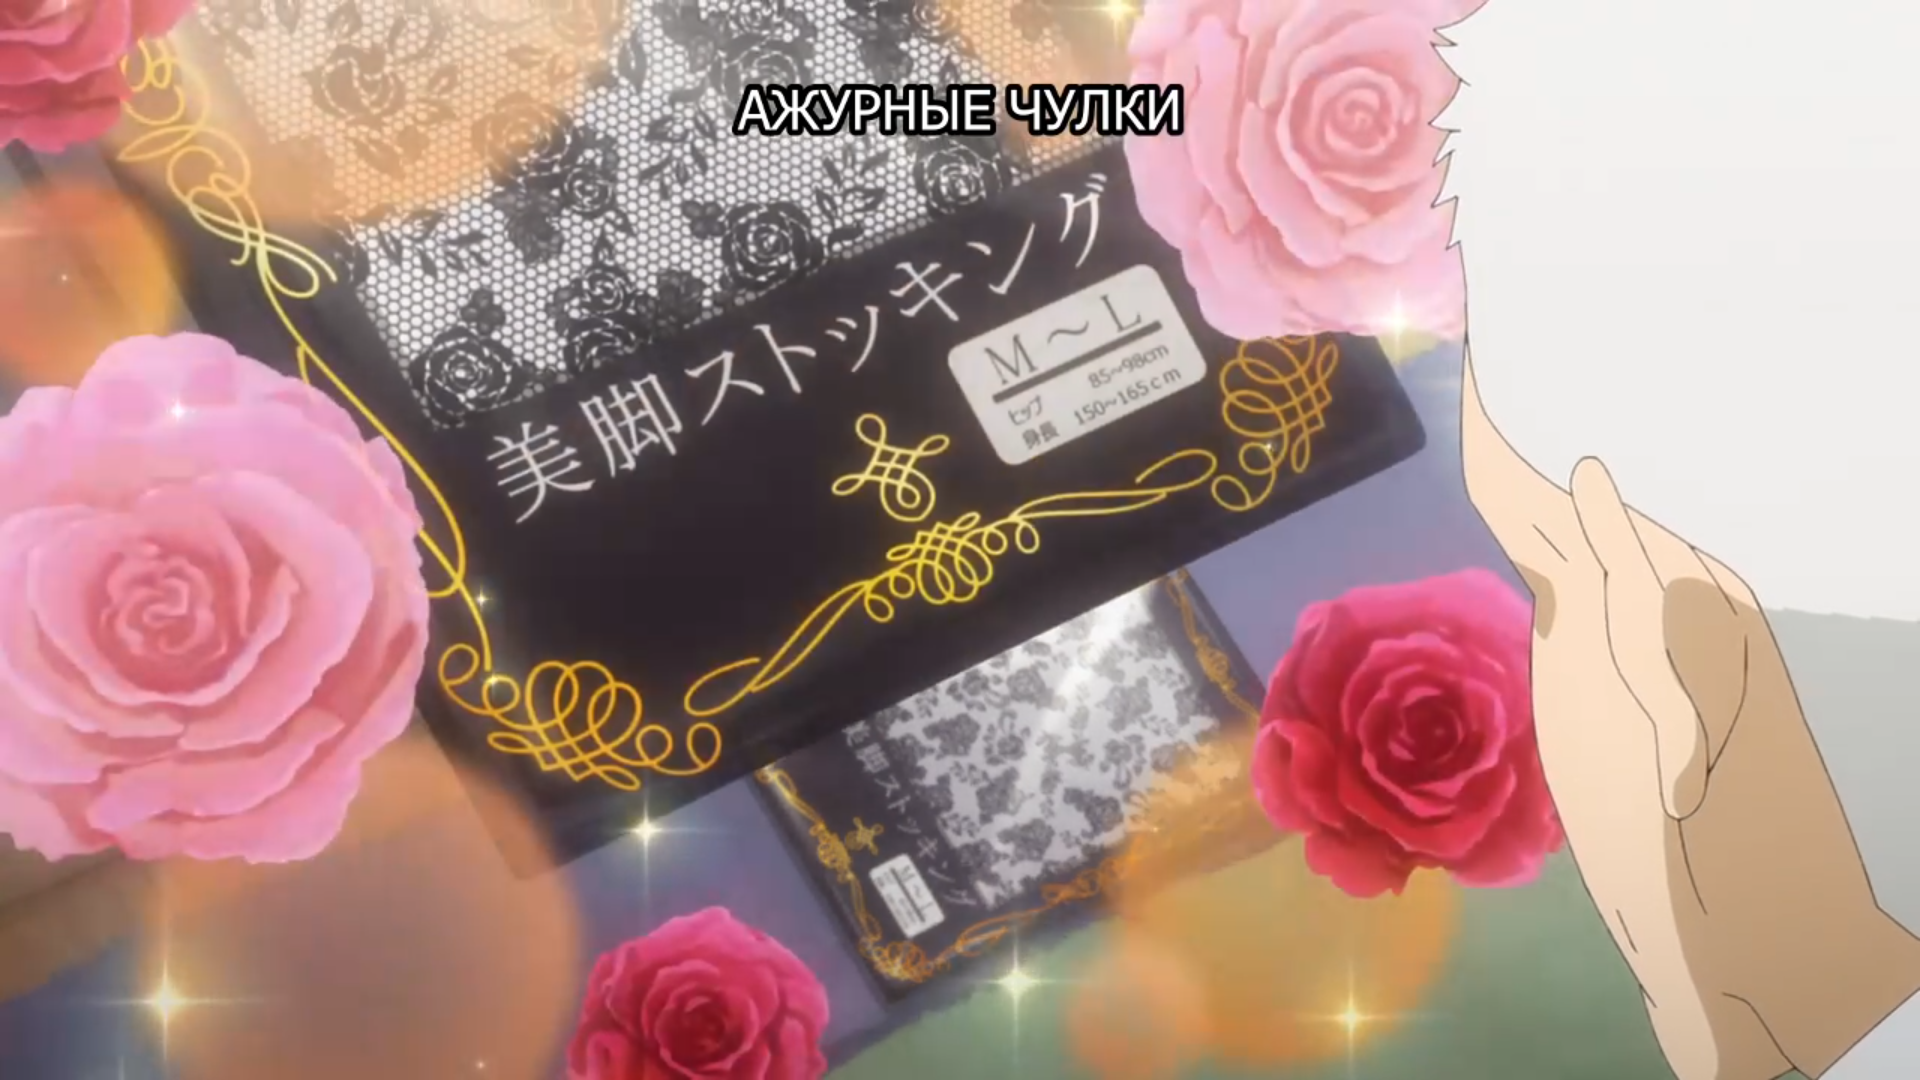 АЖУРНЫЕ ЧУЛКИ
美脚ストッキング
M～L
85~98cm
ヒップ
身長 150~165cm
脚ストッキング
M～L